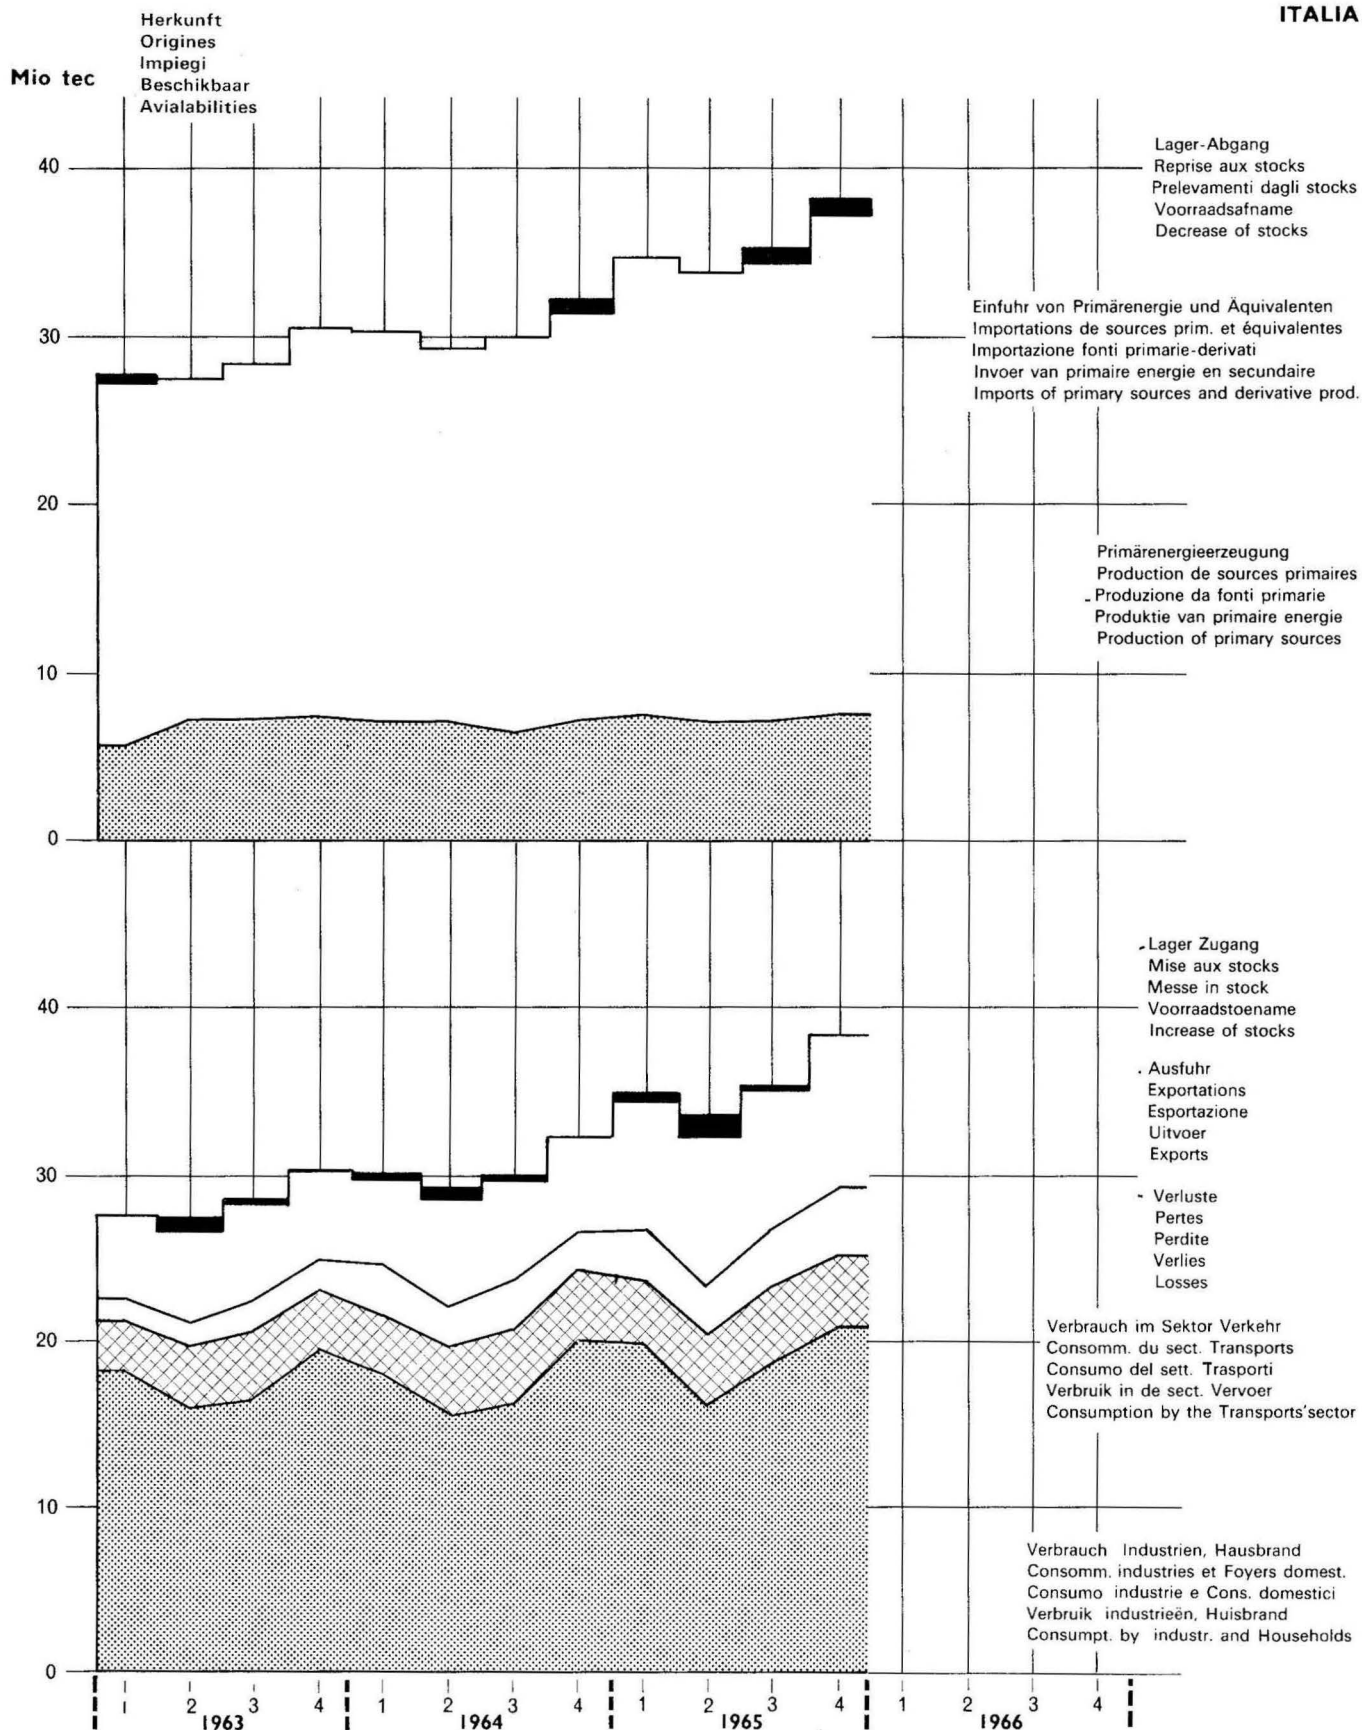 ITALIA
Herkunft
Origines
Impiegi
Beschikbaar
Avialabilities
Mio tec
40
30
20
10
0
Lager-Abgang
Reprise aux stocks
Prelevamenti dagli stocks
Voorraadsafname
Decrease of stocks
Einfuhr von Primärenergie und Äquivalenten
Importations de sources prim. et équivalentes
Importazione fonti primarie-derivati
Invoer van primaire energie en secundaire
Imports of primary sources and derivative prod.
Primärenergieerzeugung
Production de sources primaires
Produzione da fonti primarie
Produktie van primaire energie
Production of primary sources
40
30
20
10
0
Lager Zugang
Mise aux stocks
Messe in stock
Voorraadstoename
Increase of stocks
Ausfuhr
Exportations
Esportazione
Uitvoer
Exports
Verluste
Pertes
Perdite
Verlies
Losses
Verbrauch im Sektor Verkehr
Consomm. du sect. Transports
Consumo del sett. Trasporti
Verbruik in de sect. Vervoer
Consumption by the Transports'sector
Verbrauch Industrien, Hausbrand
Consomm. industries et Foyers domest.
Consumo industrie e Cons. domestici
Verbruik industrieën, Huisbrand
Consumpt. by industr. and Households
1 2 3 4 1 2 3 4 1 2 3 4 1 2 3 4
1963 1964 1965 1966